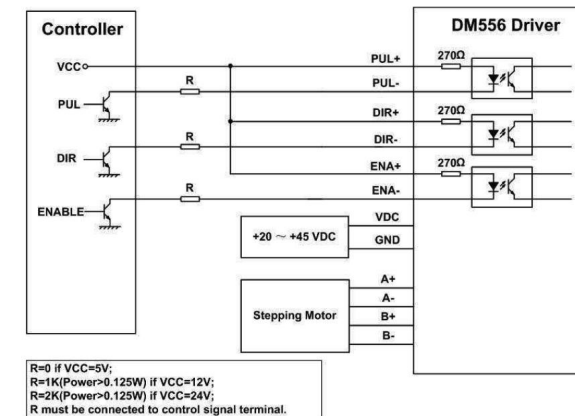 Controller
DM556 Driver
VCC
PUL+
270Ω
R
PUL-
PUL
DIR+
270Ω
R
DIR-
DIR
ENA+
270Ω
R
ENA-
ENABLE
VDC
+20 ～ +45 VDC
GND
A+
A-
Stepping Motor
B+
B-
R=0 if VCC=5V;
R=1K(Power>0.125W) if VCC=12V;
R=2K(Power>0.125W) if VCC=24V;
R must be connected to control signal terminal.